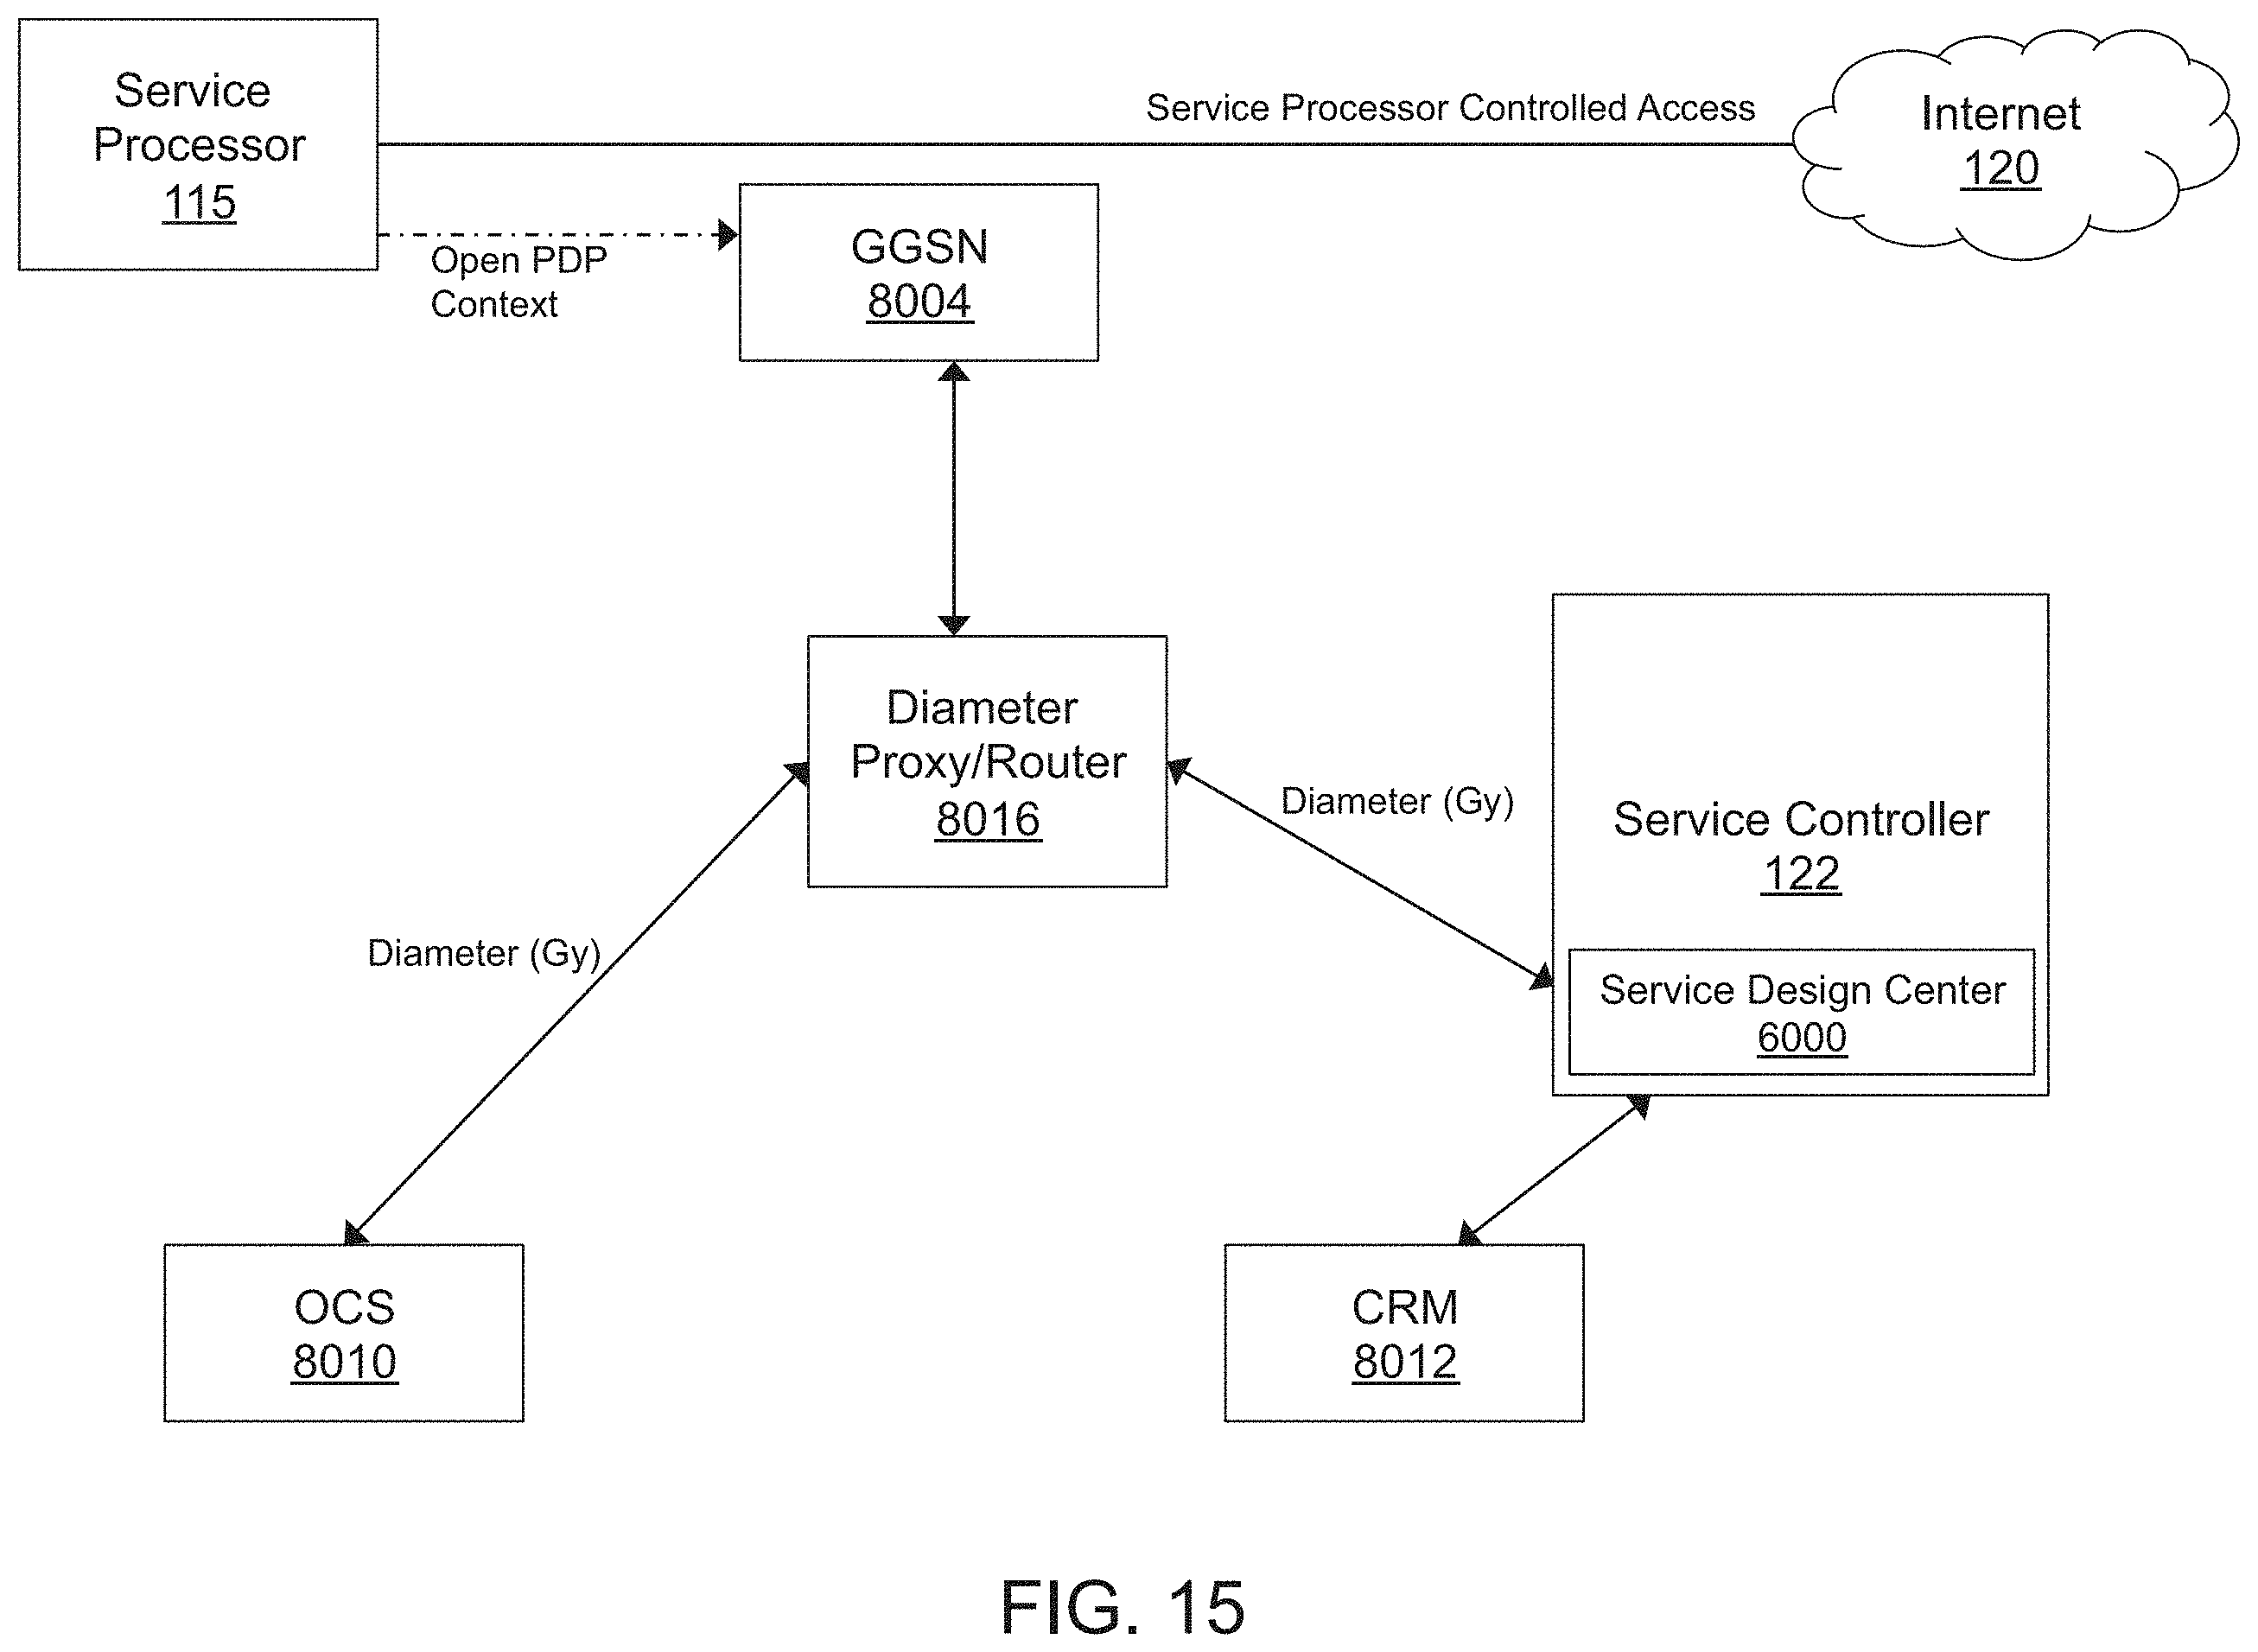 Service
Processor
115
Service Processor Controlled Access
Internet
120
Open PDP
Context
GGSN
8004
Diameter
Proxy/Router
8016
Diameter (Gy)
Service Controller
122
Diameter (Gy)
Service Design Center
6000
OCS
8010
CRM
8012
FIG. 15